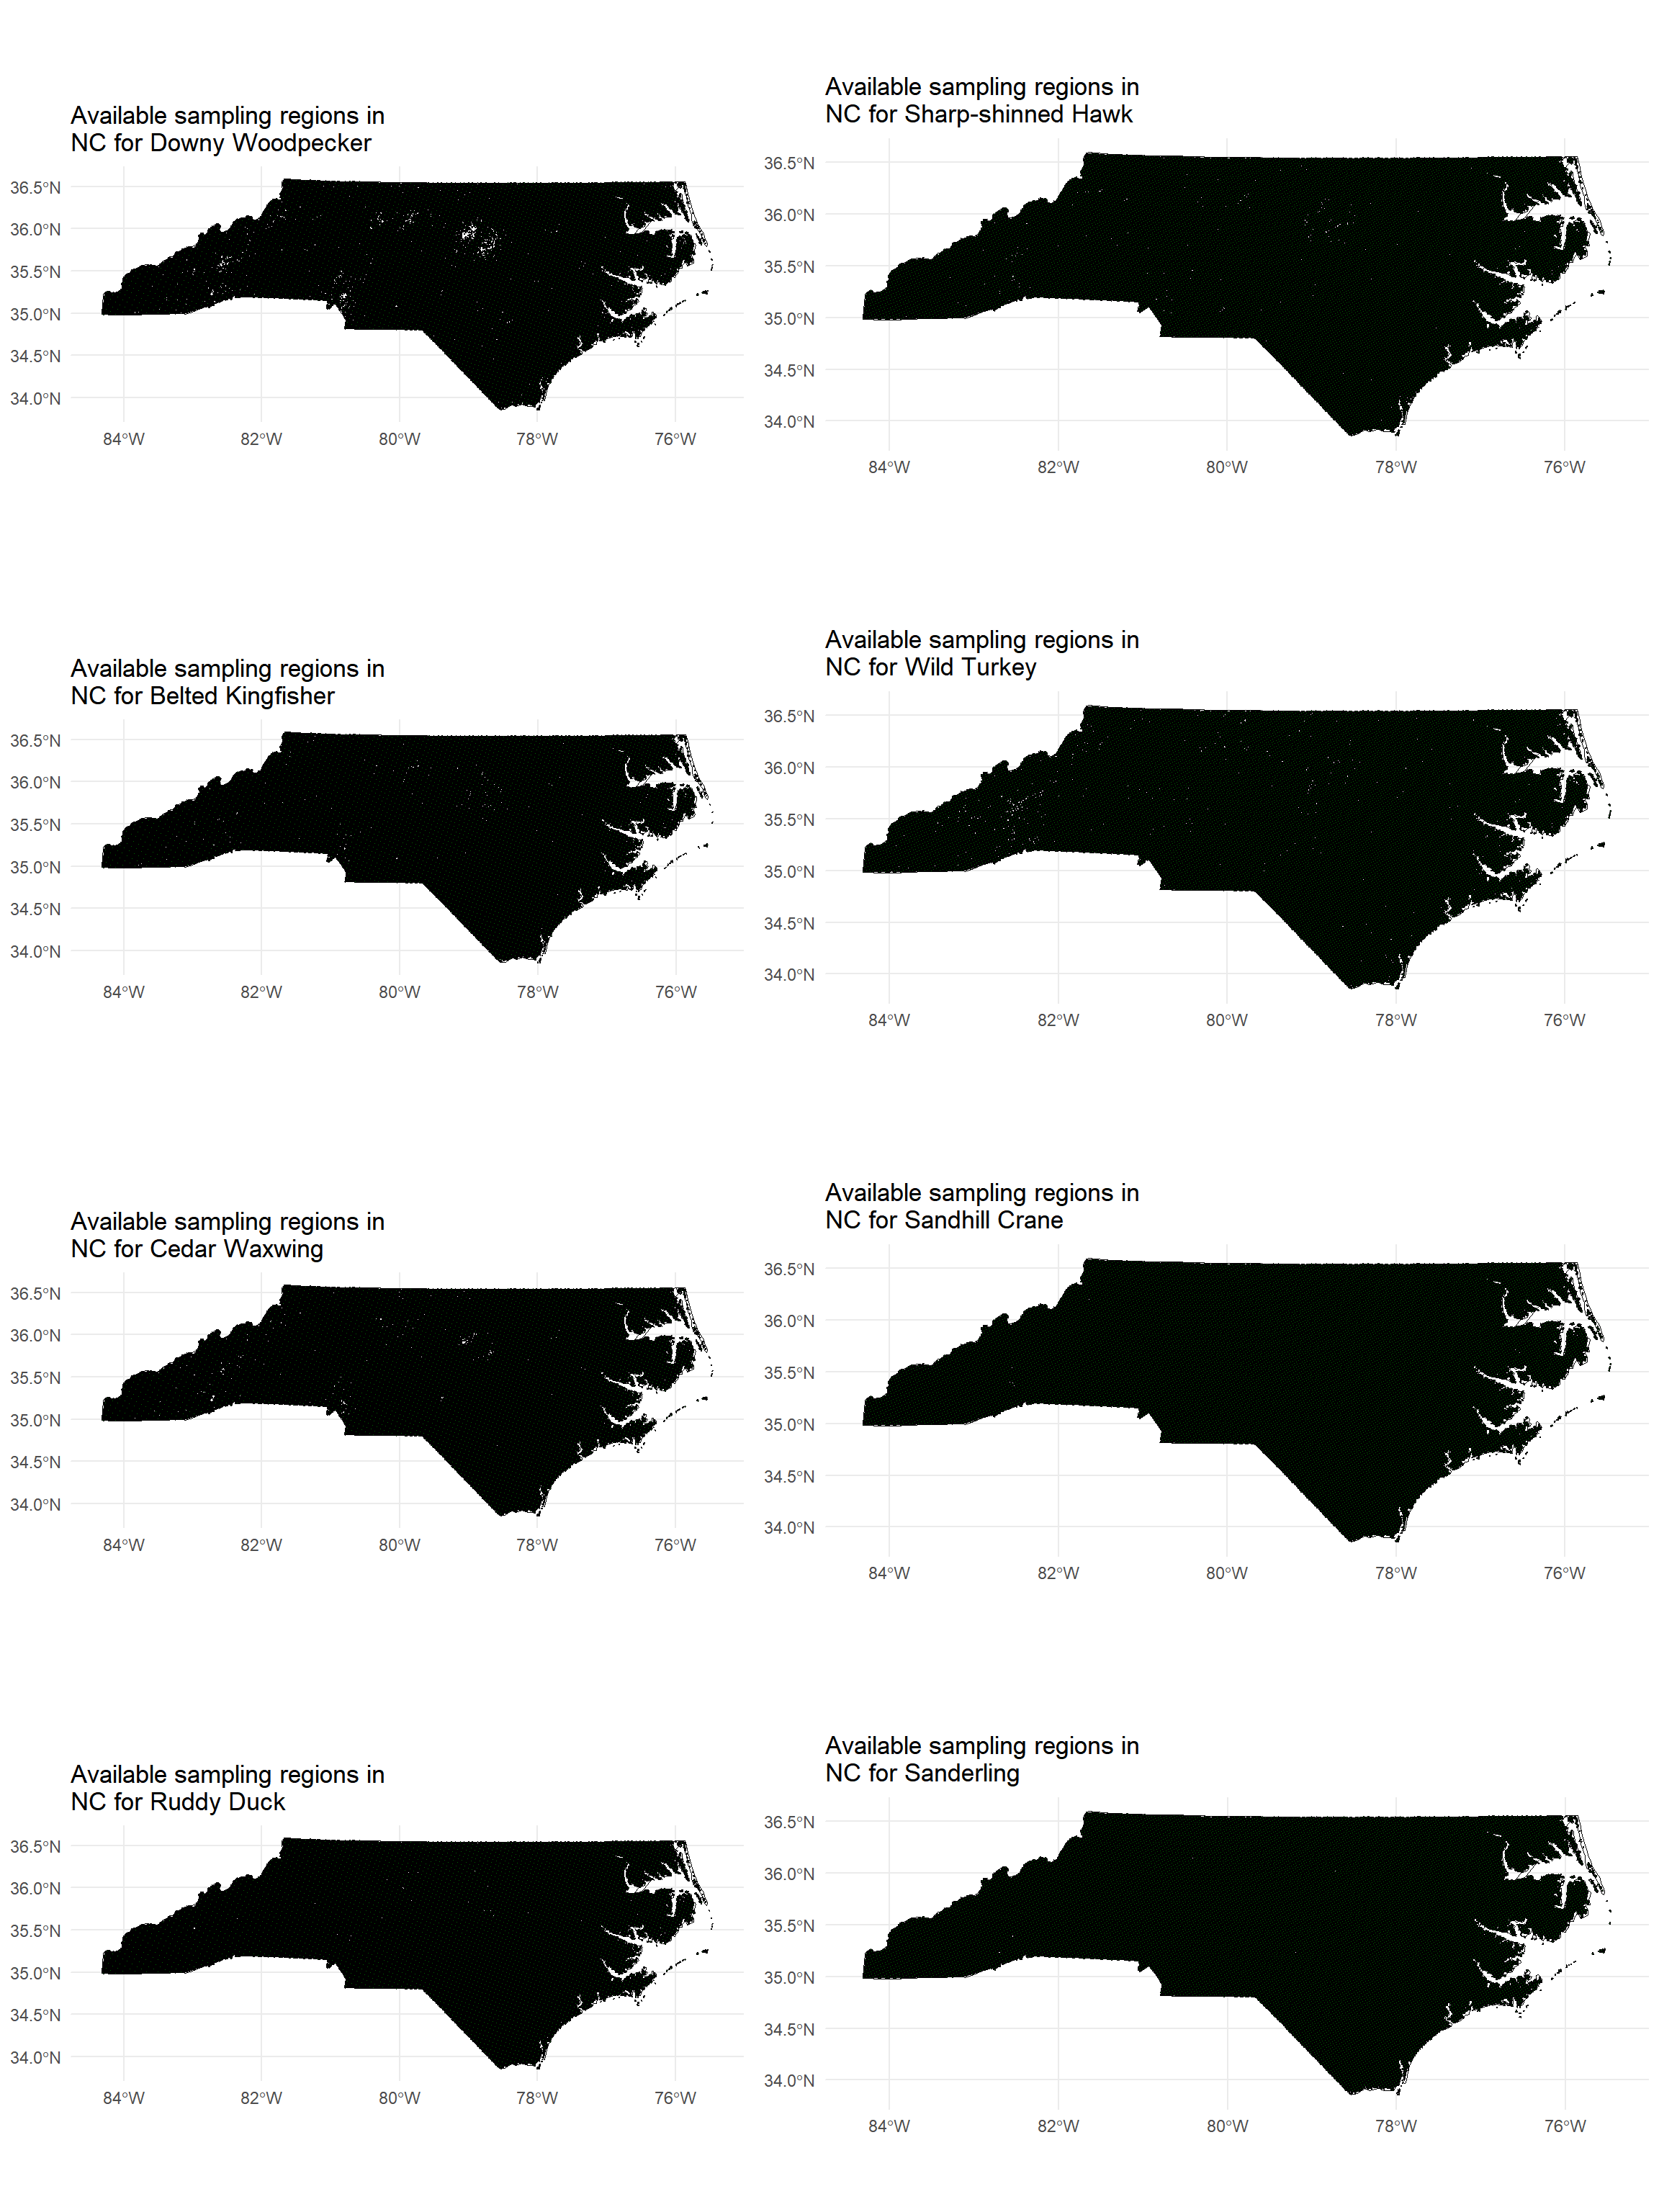 Available sampling regions in
NC for Downy Woodpecker
36.5°N
36.0°N
35.5°N
35.0°N
34.5°N
34.0°N
84°W 82°W 80°W 78°W 76°W
Available sampling regions in
NC for Sharp-shinned Hawk
36.5°N
36.0°N
35.5°N
35.0°N
34.5°N
34.0°N
84°W 82°W 80°W 78°W 76°W
Available sampling regions in
NC for Belted Kingfisher
36.5°N
36.0°N
35.5°N
35.0°N
34.5°N
34.0°N
84°W 82°W 80°W 78°W 76°W
Available sampling regions in
NC for Wild Turkey
36.5°N
36.0°N
35.5°N
35.0°N
34.5°N
34.0°N
84°W 82°W 80°W 78°W 76°W
Available sampling regions in
NC for Cedar Waxwing
36.5°N
36.0°N
35.5°N
35.0°N
34.5°N
34.0°N
84°W 82°W 80°W 78°W 76°W
Available sampling regions in
NC for Sandhill Crane
36.5°N
36.0°N
35.5°N
35.0°N
34.5°N
34.0°N
84°W 82°W 80°W 78°W 76°W
Available sampling regions in
NC for Ruddy Duck
36.5°N
36.0°N
35.5°N
35.0°N
34.5°N
34.0°N
84°W 82°W 80°W 78°W 76°W
Available sampling regions in
NC for Sanderling
36.5°N
36.0°N
35.5°N
35.0°N
34.5°N
34.0°N
84°W 82°W 80°W 78°W 76°W